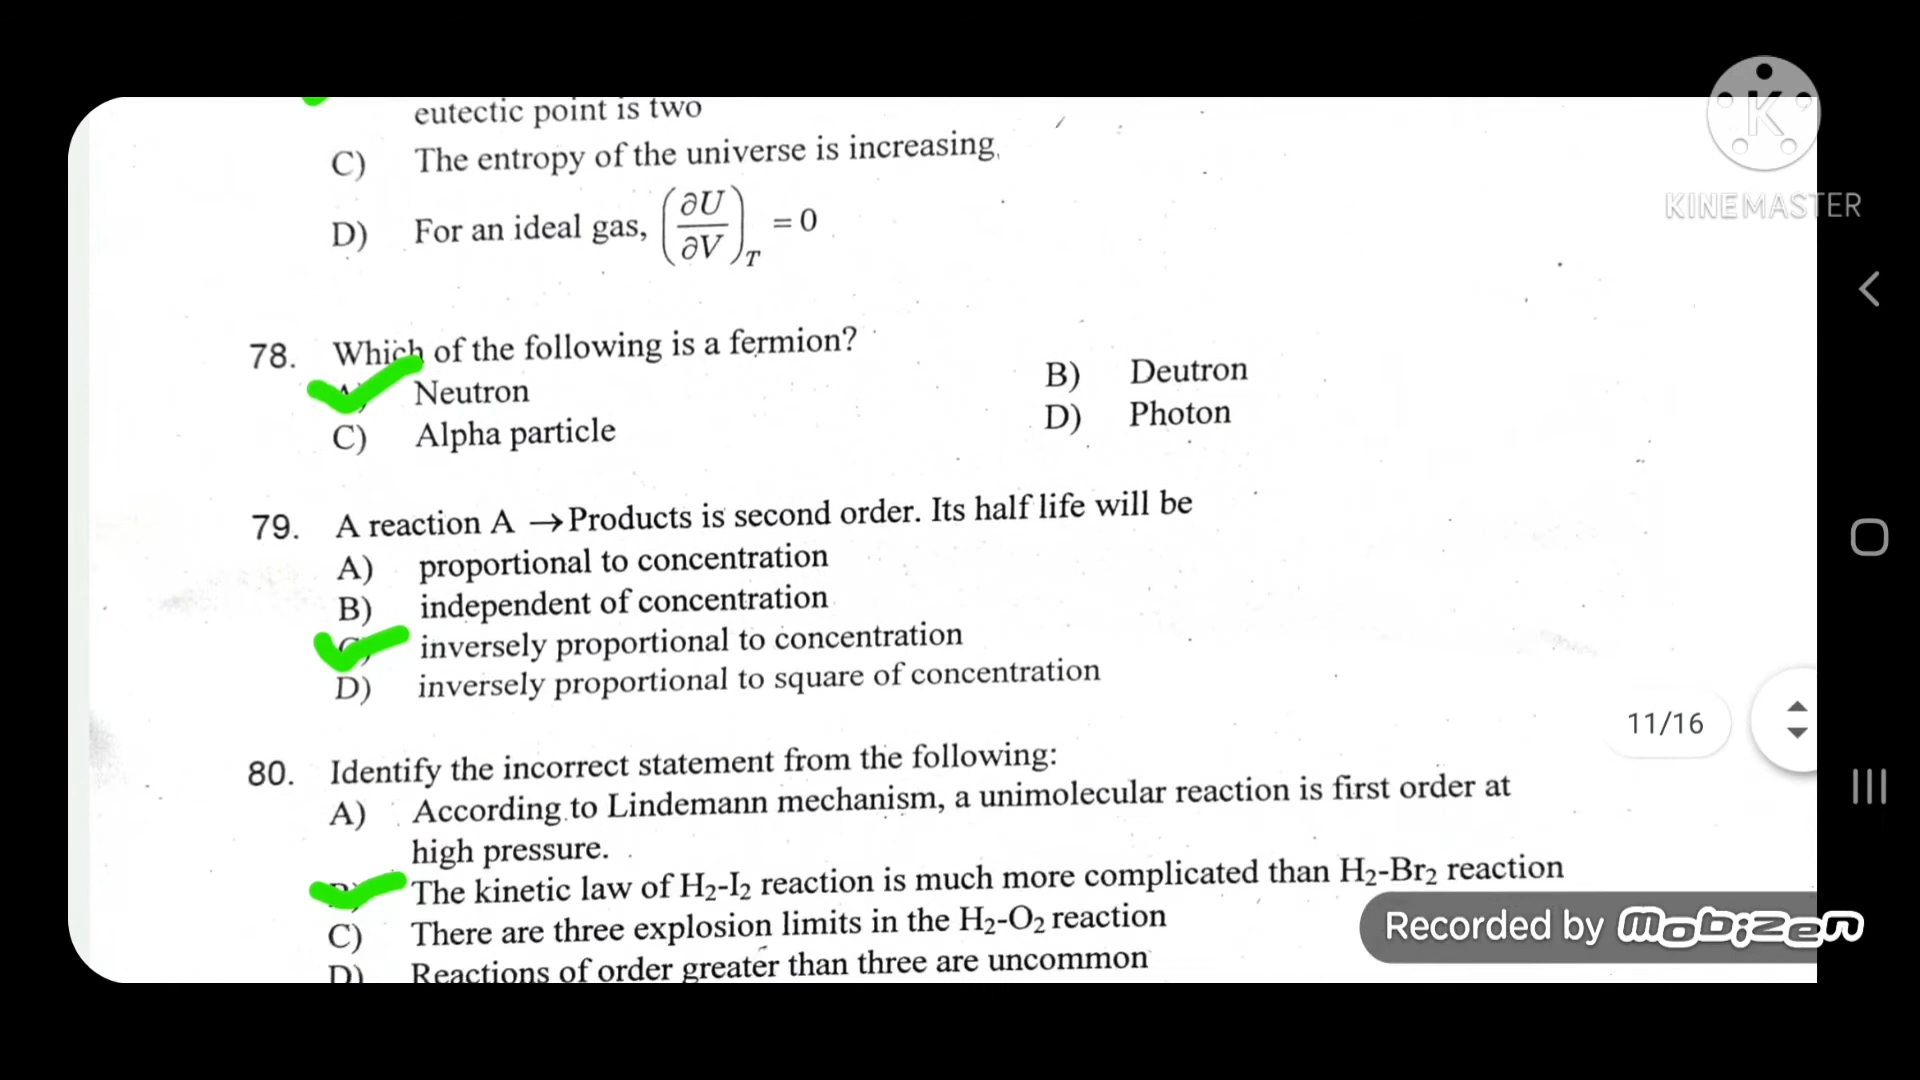 eutectic point is two
C) The entropy of the universe is increasing.
D) For an ideal gas, (∂U/∂V)T = 0
78. Which of the following is a fermion?
Neutron
B) Deutron
C) Alpha particle
D) Photon
79. A reaction A → Products is second order. Its half life will be
A) proportional to concentration
B) independent of concentration
inversely proportional to concentration
D) inversely proportional to square of concentration
80. Identify the incorrect statement from the following:
A) According to Lindemann mechanism, a unimolecular reaction is first order at
high pressure.
The kinetic law of H2-I2 reaction is much more complicated than H2-Br2 reaction
C) There are three explosion limits in the H2-O2 reaction
D) Reactions of order greater than three are uncommon
K
KINEMASTER
11/16
Recorded by Mobizen